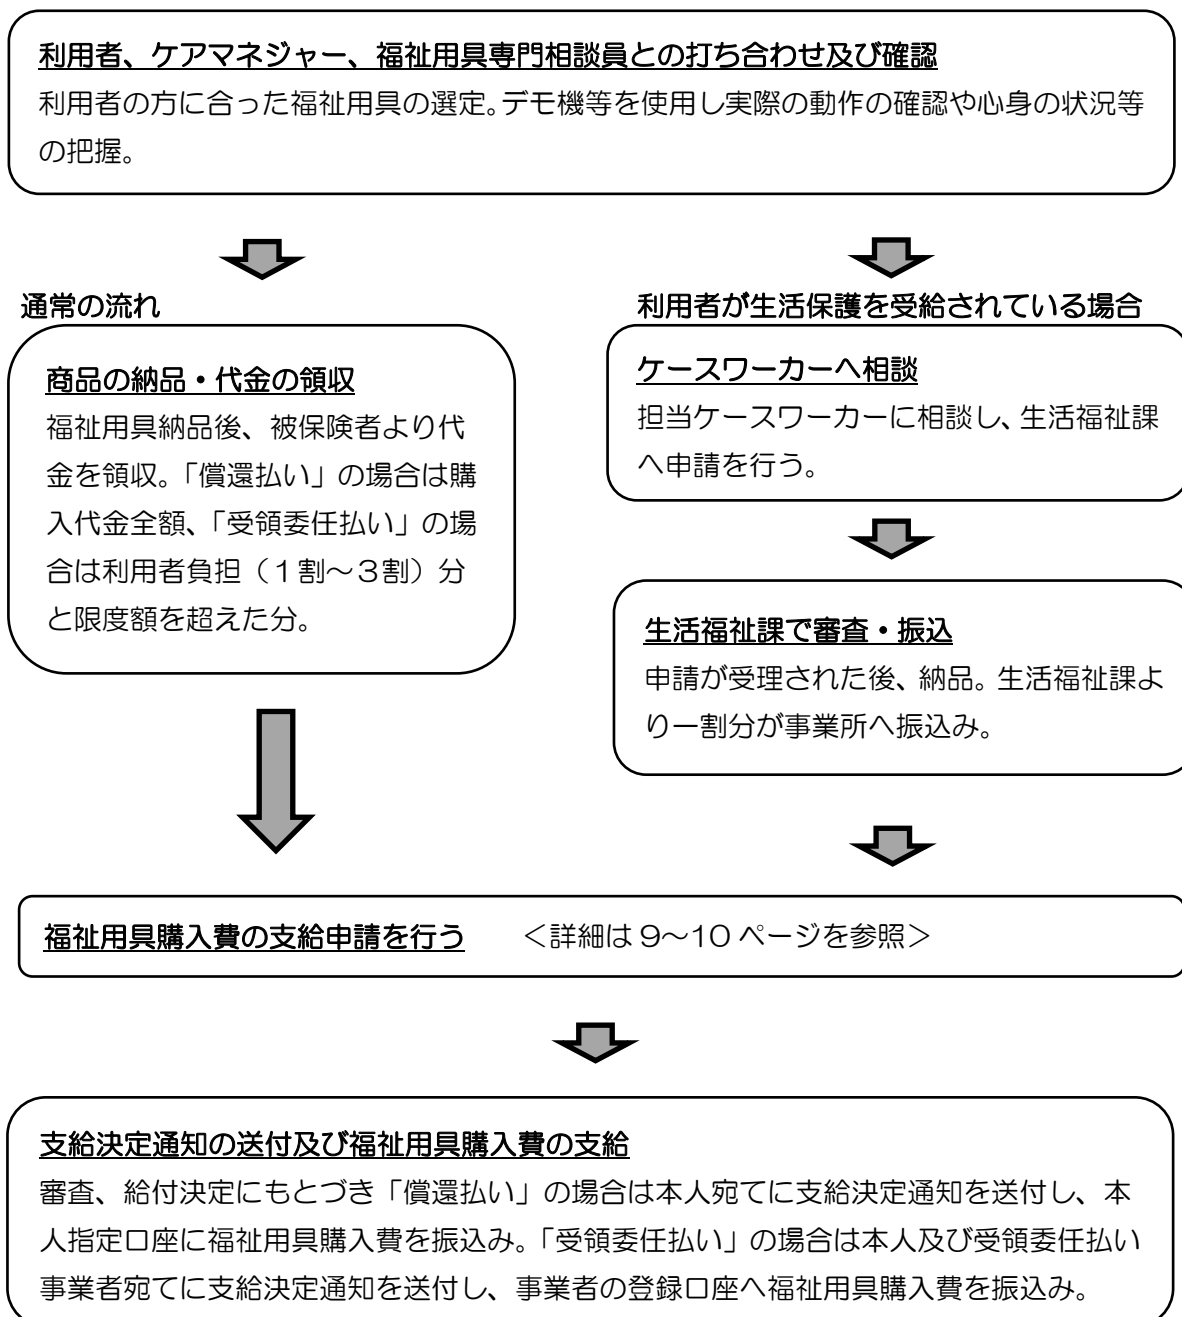 利用者、ケアマネジャー、福祉用具専門相談員との打ち合わせ及び確認
利用者の方に合った福祉用具の選定。デモ機等を使用し実際の動作の確認や心身の状況等
の把握。
通常の流れ
商品の納品・代金の領収
福祉用具納品後、被保険者より代
金を領収。「償還払い」の場合は購
入代金全額、「受領委任払い」の場
合は利用者負担（１割～３割）分
と限度額を超えた分。
利用者が生活保護を受給されている場合
ケースワーカーへ相談
担当ケースワーカーに相談し、生活福祉課
へ申請を行う。
生活福祉課で審査・振込
申請が受理された後、納品。生活福祉課よ
り一割分が事業所へ振込み。
福祉用具購入費の支給申請を行う　＜詳細は 9～10 ページを参照＞
支給決定通知の送付及び福祉用具購入費の支給
審査、給付決定にもとづき「償還払い」の場合は本人宛てに支給決定通知を送付し、本
人指定口座に福祉用具購入費を振込み。「受領委任払い」の場合は本人及び受領委任払い
事業者宛てに支給決定通知を送付し、事業者の登録口座へ福祉用具購入費を振込み。